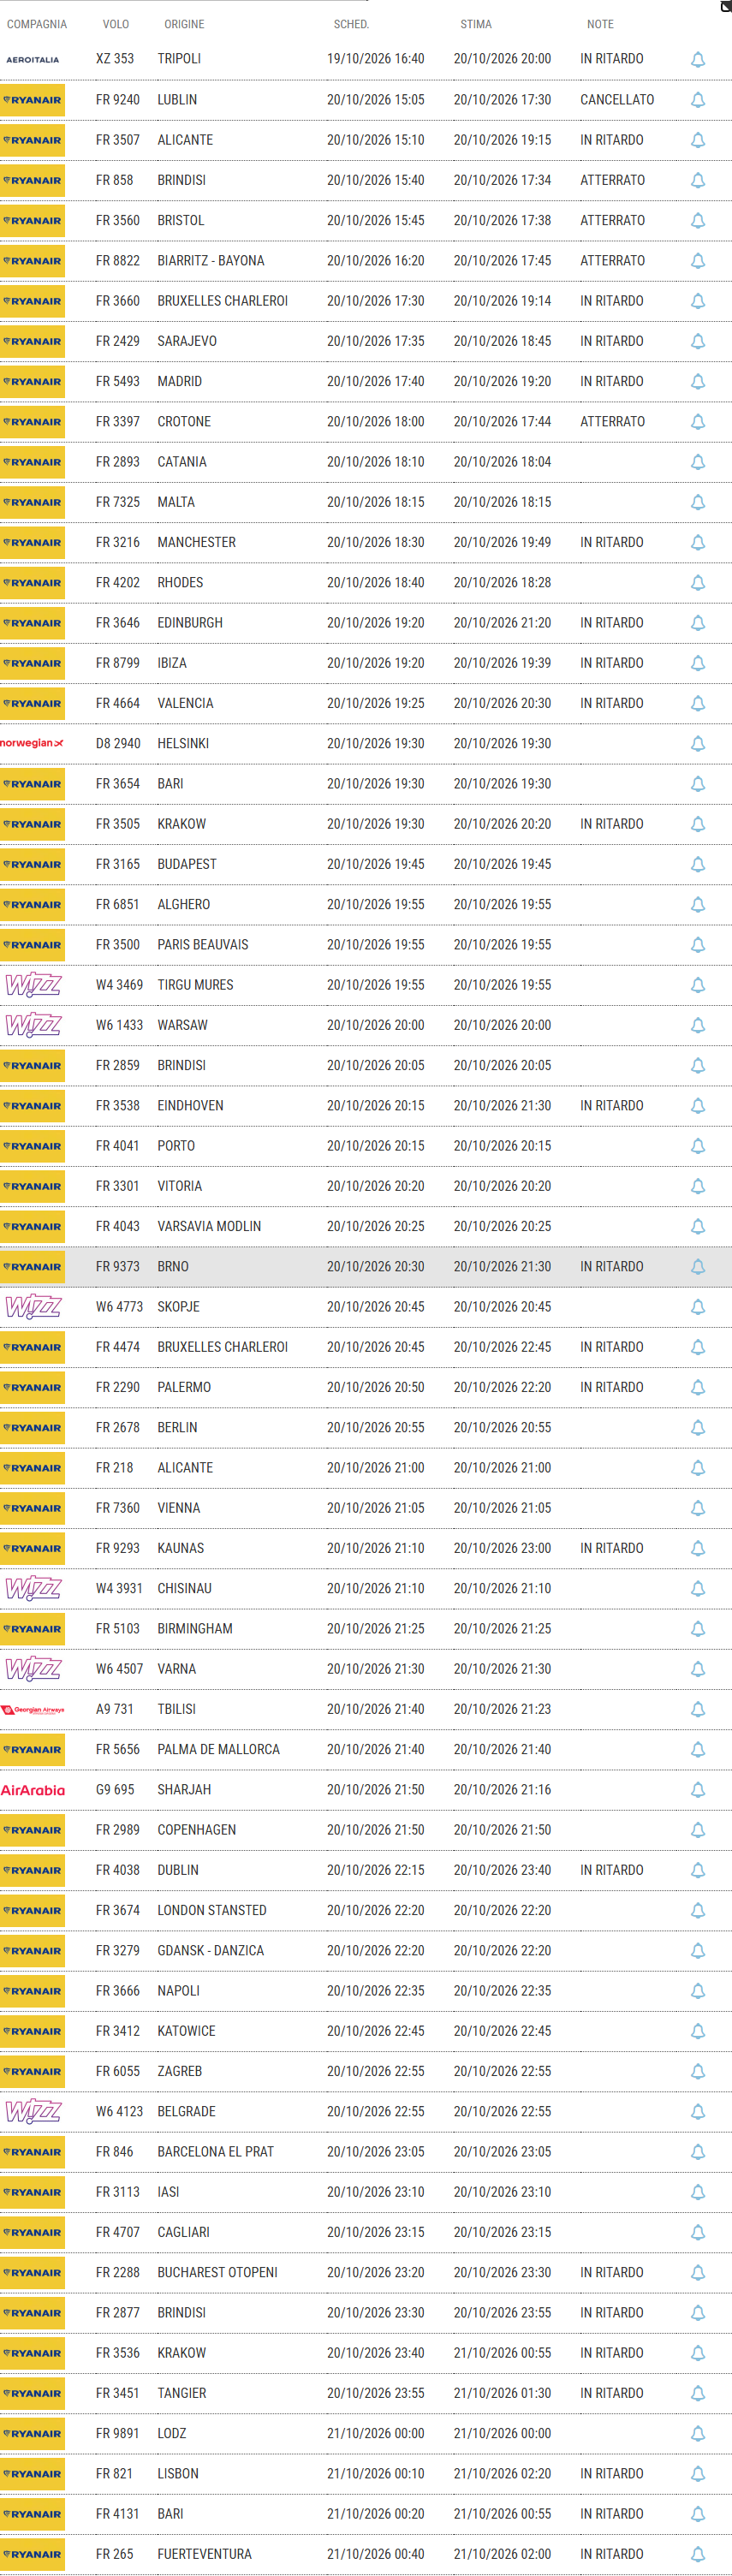 COMPAGNIA VOLO ORIGINE SCHED. STIMA NOTE
AEROITALIA XZ 353 TRIPOLI 19/10/2026 16:40 20/10/2026 20:00 IN RITARDO
RYANAIR FR 9240 LUBLIN 20/10/2026 15:05 20/10/2026 17:30 CANCELLATO
RYANAIR FR 3507 ALICANTE 20/10/2026 15:10 20/10/2026 19:15 IN RITARDO
RYANAIR FR 858 BRINDISI 20/10/2026 15:40 20/10/2026 17:34 ATTERRATO
RYANAIR FR 3560 BRISTOL 20/10/2026 15:45 20/10/2026 17:38 ATTERRATO
RYANAIR FR 8822 BIARRITZ - BAYONA 20/10/2026 16:20 20/10/2026 17:45 ATTERRATO
RYANAIR FR 3660 BRUXELLES CHARLEROI 20/10/2026 17:30 20/10/2026 19:14 IN RITARDO
RYANAIR FR 2429 SARAJEVO 20/10/2026 17:35 20/10/2026 18:45 IN RITARDO
RYANAIR FR 5493 MADRID 20/10/2026 17:40 20/10/2026 19:20 IN RITARDO
RYANAIR FR 3397 CROTONE 20/10/2026 18:00 20/10/2026 17:44 ATTERRATO
RYANAIR FR 2893 CATANIA 20/10/2026 18:10 20/10/2026 18:04
RYANAIR FR 7325 MALTA 20/10/2026 18:15 20/10/2026 18:15
RYANAIR FR 3216 MANCHESTER 20/10/2026 18:30 20/10/2026 19:49 IN RITARDO
RYANAIR FR 4202 RHODES 20/10/2026 18:40 20/10/2026 18:28
RYANAIR FR 3646 EDINBURGH 20/10/2026 19:20 20/10/2026 21:20 IN RITARDO
RYANAIR FR 8799 IBIZA 20/10/2026 19:20 20/10/2026 19:39 IN RITARDO
RYANAIR FR 4664 VALENCIA 20/10/2026 19:25 20/10/2026 20:30 IN RITARDO
norwegian D8 2940 HELSINKI 20/10/2026 19:30 20/10/2026 19:30
RYANAIR FR 3654 BARI 20/10/2026 19:30 20/10/2026 19:30
RYANAIR FR 3505 KRAKOW 20/10/2026 19:30 20/10/2026 20:20 IN RITARDO
RYANAIR FR 3165 BUDAPEST 20/10/2026 19:45 20/10/2026 19:45
RYANAIR FR 6851 ALGHERO 20/10/2026 19:55 20/10/2026 19:55
RYANAIR FR 3500 PARIS BEAUVAIS 20/10/2026 19:55 20/10/2026 19:55
WIZZ W4 3469 TIRGU MURES 20/10/2026 19:55 20/10/2026 19:55
WIZZ W6 1433 WARSAW 20/10/2026 20:00 20/10/2026 20:00
RYANAIR FR 2859 BRINDISI 20/10/2026 20:05 20/10/2026 20:05
RYANAIR FR 3538 EINDHOVEN 20/10/2026 20:15 20/10/2026 21:30 IN RITARDO
RYANAIR FR 4041 PORTO 20/10/2026 20:15 20/10/2026 20:15
RYANAIR FR 3301 VITORIA 20/10/2026 20:20 20/10/2026 20:20
RYANAIR FR 4043 VARSAVIA MODLIN 20/10/2026 20:25 20/10/2026 20:25
RYANAIR FR 9373 BRNO 20/10/2026 20:30 20/10/2026 21:30 IN RITARDO
WIZZ W6 4773 SKOPJE 20/10/2026 20:45 20/10/2026 20:45
RYANAIR FR 4474 BRUXELLES CHARLEROI 20/10/2026 20:45 20/10/2026 22:45 IN RITARDO
RYANAIR FR 2290 PALERMO 20/10/2026 20:50 20/10/2026 22:20 IN RITARDO
RYANAIR FR 2678 BERLIN 20/10/2026 20:55 20/10/2026 20:55
RYANAIR FR 218 ALICANTE 20/10/2026 21:00 20/10/2026 21:00
RYANAIR FR 7360 VIENNA 20/10/2026 21:05 20/10/2026 21:05
RYANAIR FR 9293 KAUNAS 20/10/2026 21:10 20/10/2026 23:00 IN RITARDO
WIZZ W4 3931 CHISINAU 20/10/2026 21:10 20/10/2026 21:10
RYANAIR FR 5103 BIRMINGHAM 20/10/2026 21:25 20/10/2026 21:25
WIZZ W6 4507 VARNA 20/10/2026 21:30 20/10/2026 21:30
Georgian Airways A9 731 TBILISI 20/10/2026 21:40 20/10/2026 21:23
RYANAIR FR 5656 PALMA DE MALLORCA 20/10/2026 21:40 20/10/2026 21:40
AirArabia G9 695 SHARJAH 20/10/2026 21:50 20/10/2026 21:16
RYANAIR FR 2989 COPENHAGEN 20/10/2026 21:50 20/10/2026 21:50
RYANAIR FR 4038 DUBLIN 20/10/2026 22:15 20/10/2026 23:40 IN RITARDO
RYANAIR FR 3674 LONDON STANSTED 20/10/2026 22:20 20/10/2026 22:20
RYANAIR FR 3279 GDANSK - DANZICA 20/10/2026 22:20 20/10/2026 22:20
RYANAIR FR 3666 NAPOLI 20/10/2026 22:35 20/10/2026 22:35
RYANAIR FR 3412 KATOWICE 20/10/2026 22:45 20/10/2026 22:45
RYANAIR FR 6055 ZAGREB 20/10/2026 22:55 20/10/2026 22:55
WIZZ W6 4123 BELGRADE 20/10/2026 22:55 20/10/2026 22:55
RYANAIR FR 846 BARCELONA EL PRAT 20/10/2026 23:05 20/10/2026 23:05
RYANAIR FR 3113 IASI 20/10/2026 23:10 20/10/2026 23:10
RYANAIR FR 4707 CAGLIARI 20/10/2026 23:15 20/10/2026 23:15
RYANAIR FR 2288 BUCHAREST OTOPENI 20/10/2026 23:20 20/10/2026 23:30 IN RITARDO
RYANAIR FR 2877 BRINDISI 20/10/2026 23:30 20/10/2026 23:55 IN RITARDO
RYANAIR FR 3536 KRAKOW 20/10/2026 23:40 21/10/2026 00:55 IN RITARDO
RYANAIR FR 3451 TANGIER 20/10/2026 23:55 21/10/2026 01:30 IN RITARDO
RYANAIR FR 9891 LODZ 21/10/2026 00:00 21/10/2026 00:00
RYANAIR FR 821 LISBON 21/10/2026 00:10 21/10/2026 02:20 IN RITARDO
RYANAIR FR 4131 BARI 21/10/2026 00:20 21/10/2026 00:55 IN RITARDO
RYANAIR FR 265 FUERTEVENTURA 21/10/2026 00:40 21/10/2026 02:00 IN RITARDO